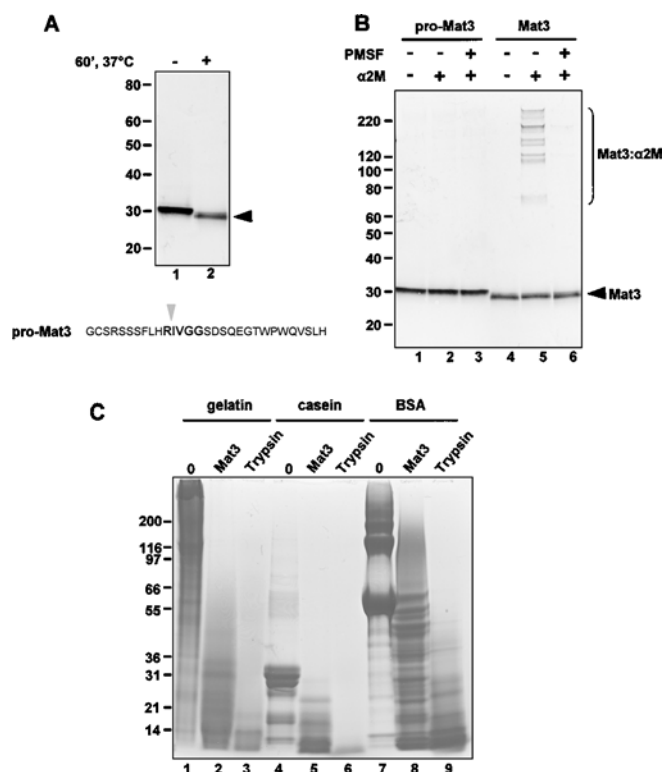 A
60', 37°C - +
80
60
50
40
30
20
1 2
pro-Mat3 GCSRSSSFLHRIVGGSDSQEGTWPWQVSLH
B
pro-Mat3 Mat3
PMSF - - + - - +
α2M - + + - + +
220
120
100
80
60
50
40
30
20
Mat3:α2M
Mat3
1 2 3 4 5 6
C
gelatin casein BSA
0 Mat3 Trypsin 0 Mat3 Trypsin 0 Mat3 Trypsin
200
116
97
66
55
36
31
21
14
1 2 3 4 5 6 7 8 9